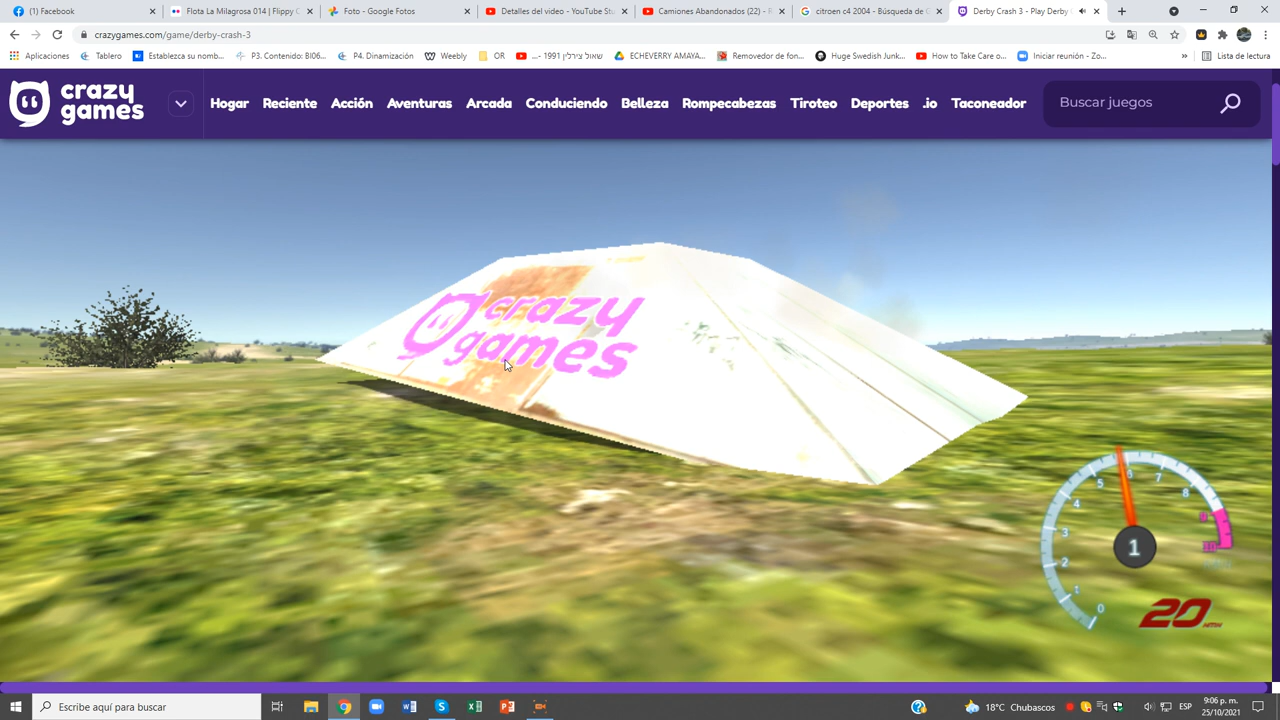 (1) Facebook
Flota La Milagrosa 014 | Flippy C
Foto - Google Fotos
Detalles del video - YouTube Stu
Camiones Abandonados (22) - R
citroen c4 2004 - Búsqueda de G
Derby Crash 3 - Play Derby C
crazygames.com/game/derby-crash-3
Aplicaciones
Tablero
Establezca su nomb...
P3. Contenido: BI06...
P4. Dinamización
Weebly
OR
שאול צירלין 1991 -...
ECHEVERRY AMAYA...
Removedor de fon...
Huge Swedish Junk...
How to Take Care o...
Iniciar reunión - Zo...
»
Lista de lectura
crazy
games
Hogar
Reciente
Acción
Aventuras
Arcada
Conduciendo
Belleza
Rompecabezas
Tiroteo
Deportes
.io
Taconeador
Buscar juegos
crazy
games
0
1
2
3
4
5
6
7
8
9
10
1
20
Escribe aquí para buscar
18°C Chubascos
ESP
9:06 p. m.
25/10/2021